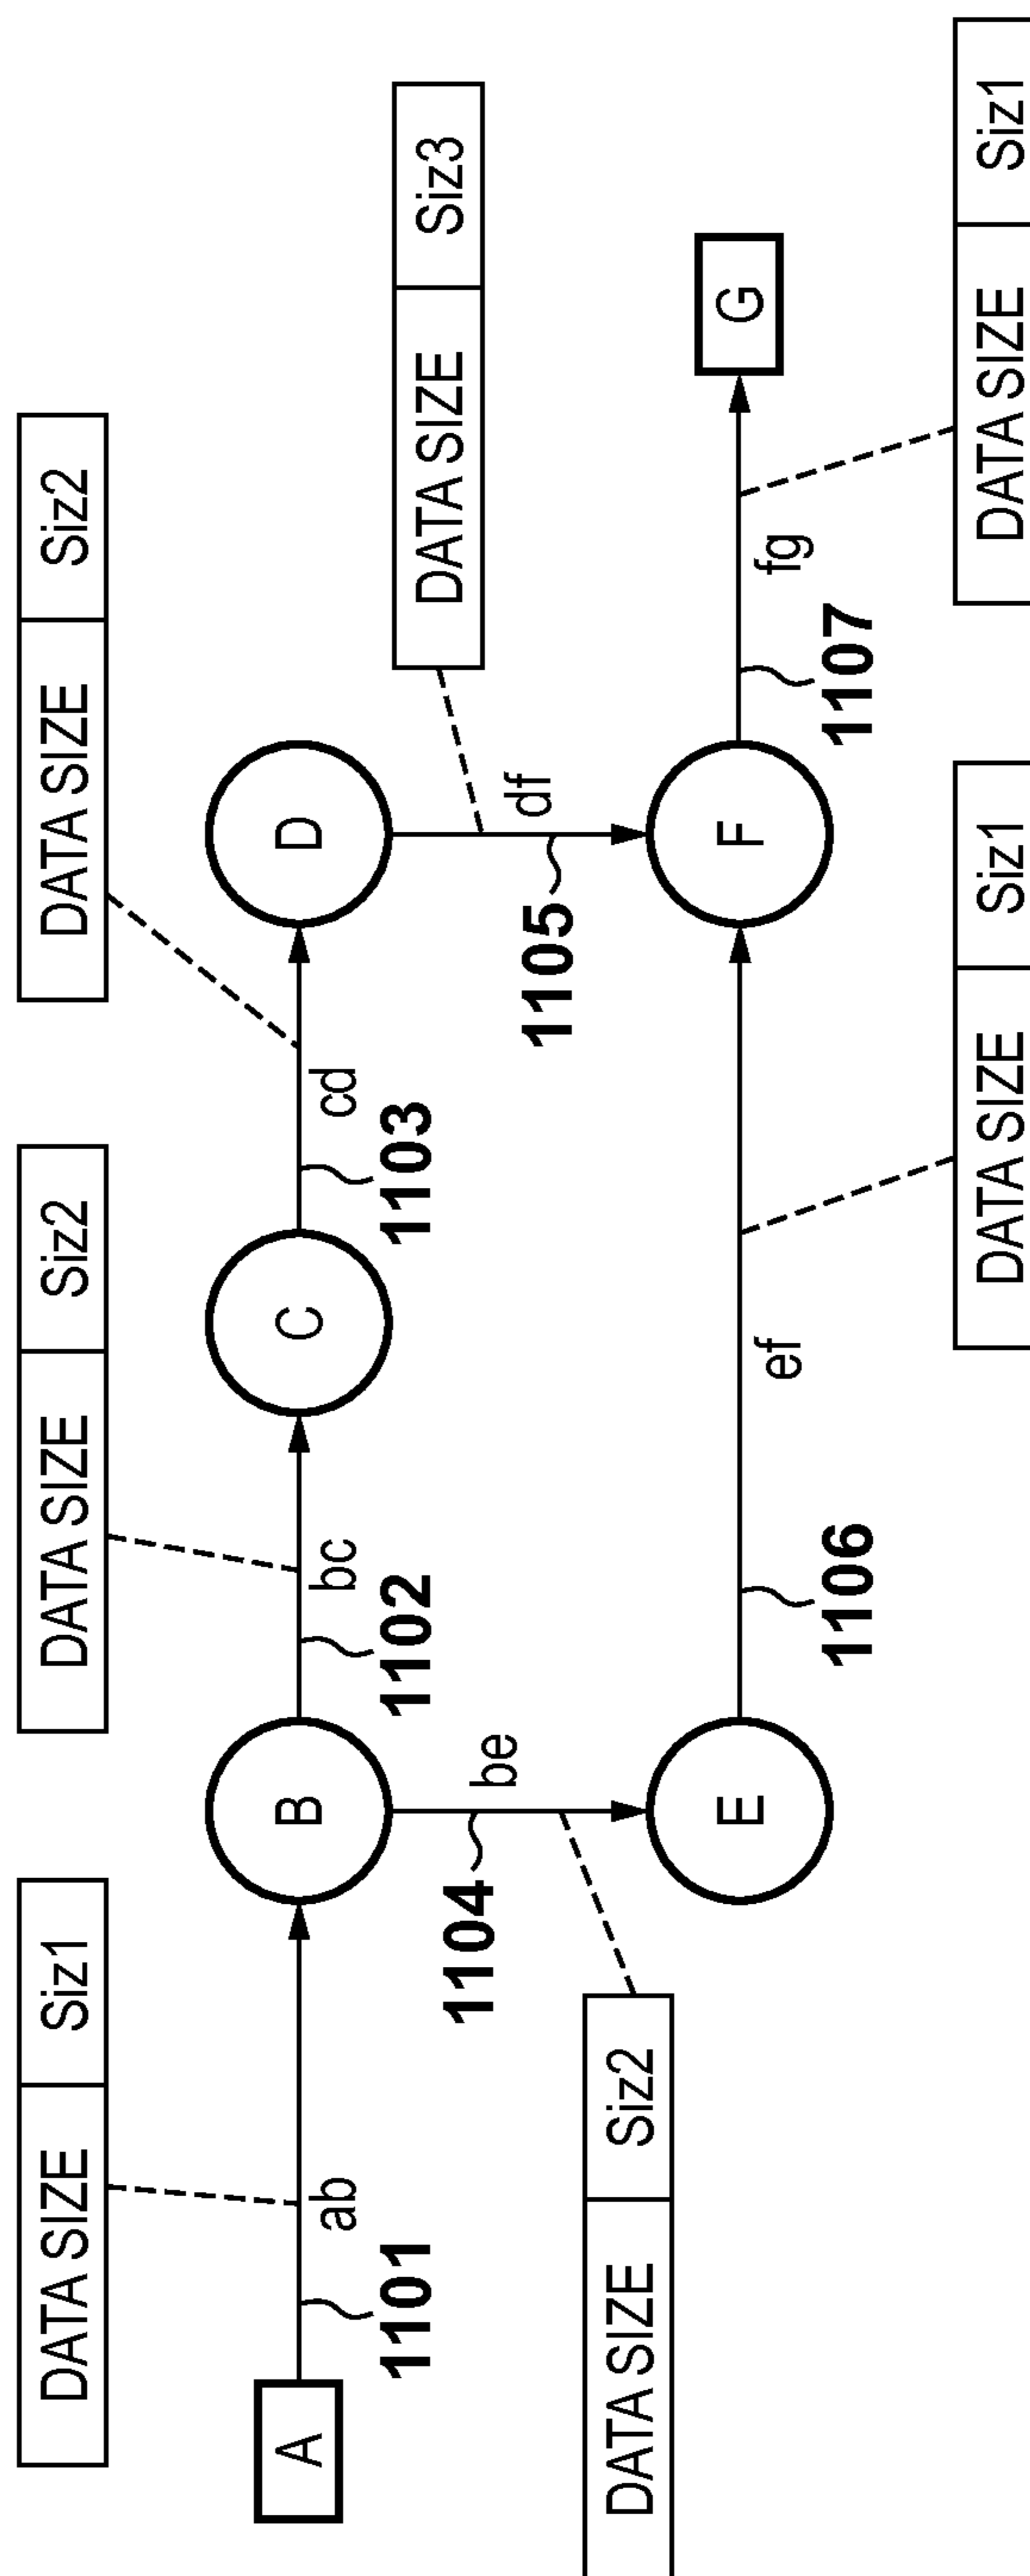 DATA SIZE Siz1
DATA SIZE Siz2
DATA SIZE Siz2
A
ab
1101
B
bc
1102
C
cd
1103
D
DATA SIZE Siz3
1104
be
1105
df
DATA SIZE Siz2
E
1106
ef
F
1107
fg
G
DATA SIZE Siz1
DATA SIZE Siz1